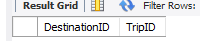 Result Grid Filter Rows:
DestinationID TripID